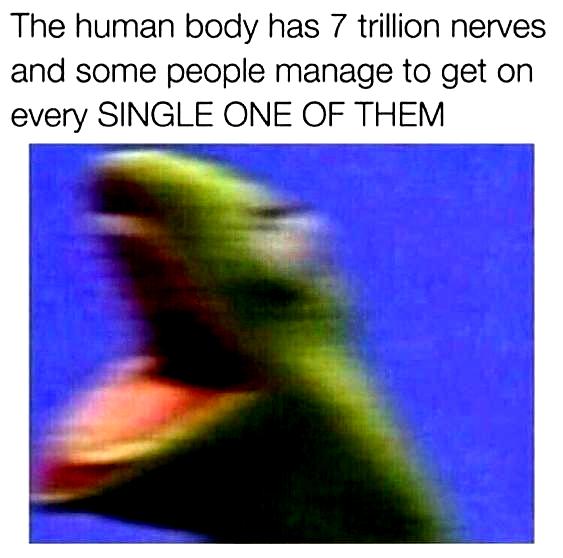 The human body has 7 trillion nerves
and some people manage to get on
every SINGLE ONE OF THEM